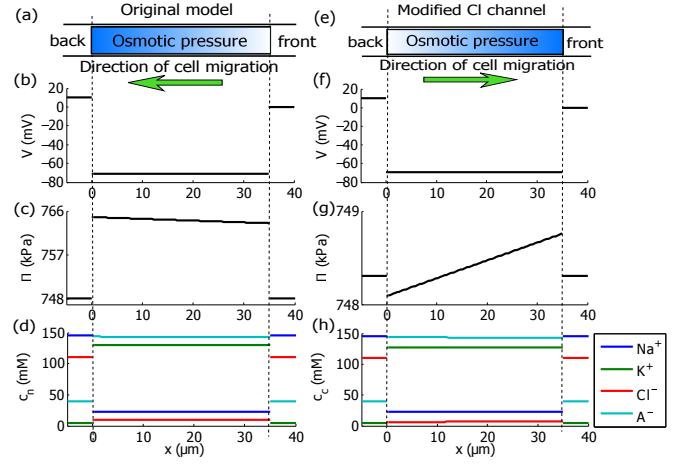 (a) Original model
back Osmotic pressure front
Direction of cell migration
(b)
V (mV)
20
0
−20
−40
−60
−80
0 10 20 30 40
(c)
Π (kPa)
766
757
748
0 10 20 30 40
(d)
cn (mM)
150
100
50
0
0 10 20 30 40
x (μm)
(e) Modified Cl channel
back Osmotic pressure front
Direction of cell migration
(f)
V (mV)
20
0
−20
−40
−60
−80
0 10 20 30 40
(g)
Π (kPa)
749
748
0 10 20 30 40
(h)
cc (mM)
150
100
50
0
0 10 20 30 40
x (μm)
Na+
K+
Cl−
A−